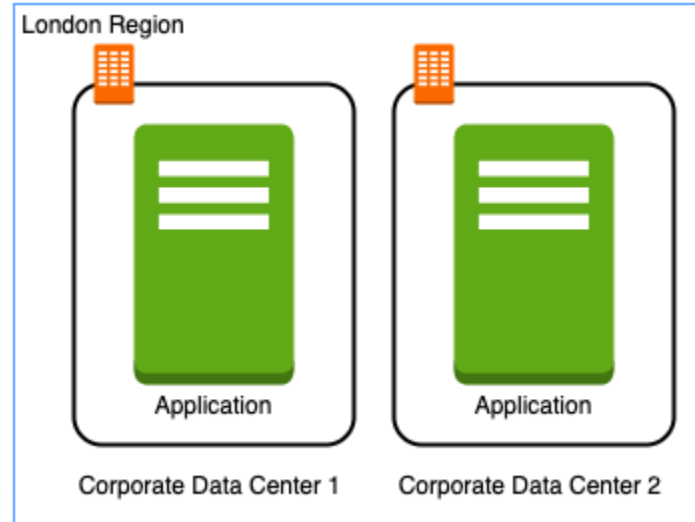 London Region
Application
Application
Corporate Data Center 1
Corporate Data Center 2